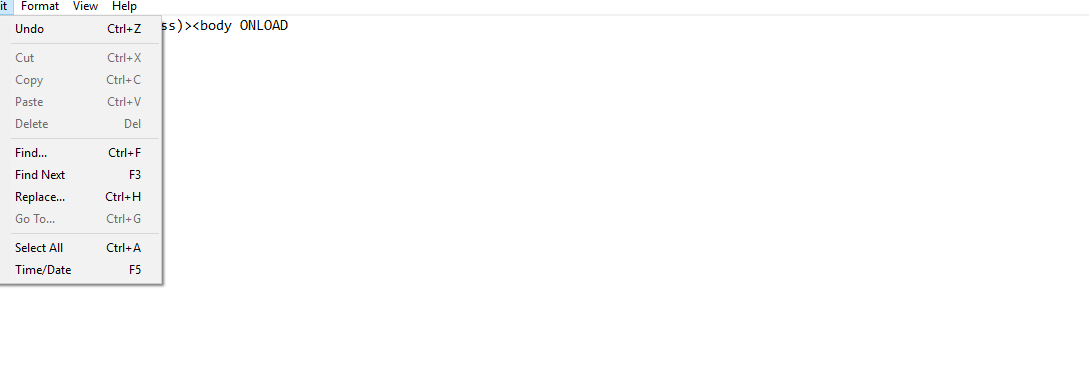 it Format View Help
ss)><body ONLOAD
Undo Ctrl+Z
Cut Ctrl+X
Copy Ctrl+C
Paste Ctrl+V
Delete Del
Find... Ctrl+F
Find Next F3
Replace... Ctrl+H
Go To... Ctrl+G
Select All Ctrl+A
Time/Date F5